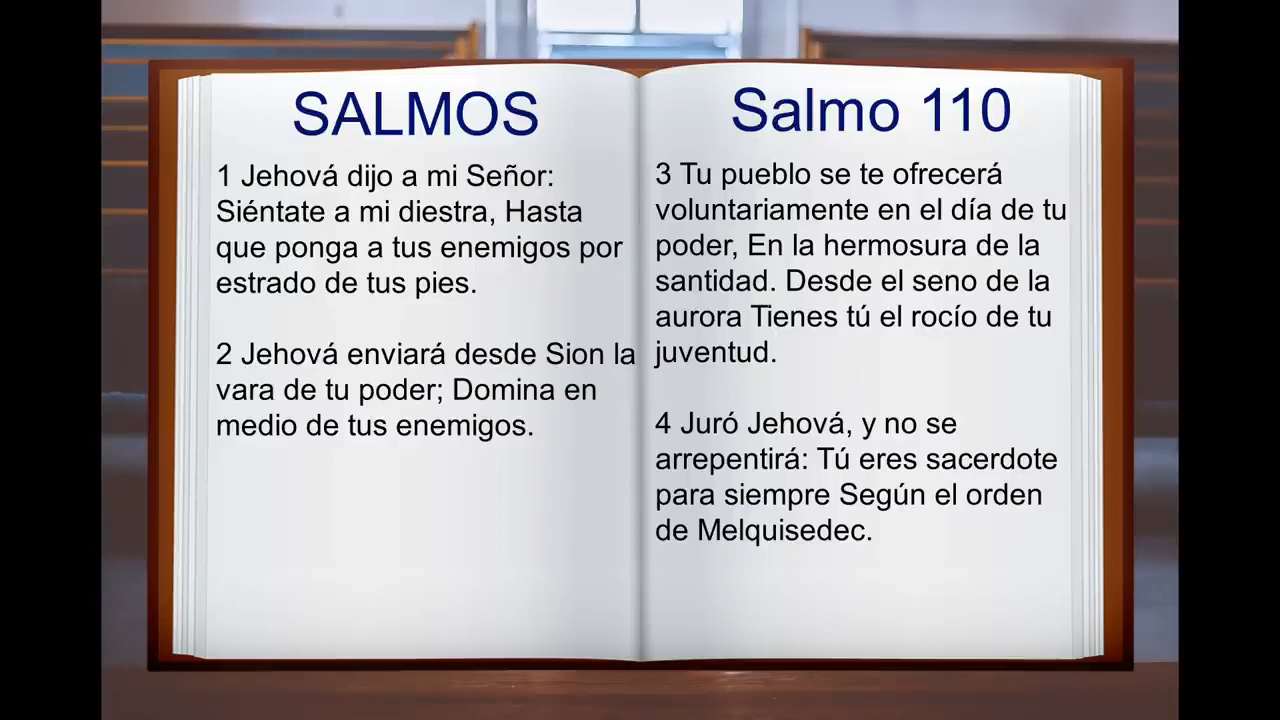 SALMOS
1 Jehová dijo a mi Señor:
Siéntate a mi diestra, Hasta
que ponga a tus enemigos por
estrado de tus pies.
2 Jehová enviará desde Sion la
vara de tu poder; Domina en
medio de tus enemigos.
Salmo 110
3 Tu pueblo se te ofrecerá
voluntariamente en el día de tu
poder, En la hermosura de la
santidad. Desde el seno de la
aurora Tienes tú el rocío de tu
juventud.
4 Juró Jehová, y no se
arrepentirá: Tú eres sacerdote
para siempre Según el orden
de Melquisedec.